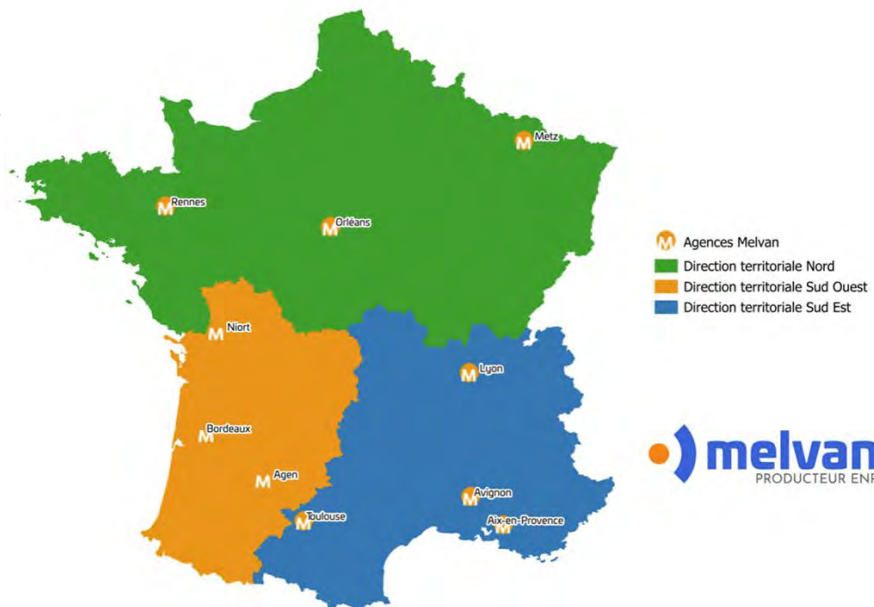 Metz
Rennes
M
Orléans
M
M
Agences Melvan
Direction territoriale Nord
Direction territoriale Sud Ouest
Direction territoriale Sud Est
M
Niort
M
Lyon
M
Bordeaux
M
melvan
PRODUCTEUR ENR
Agen
M
Avignon
M
Toulouse
M
Aix-en-Provence
M
M